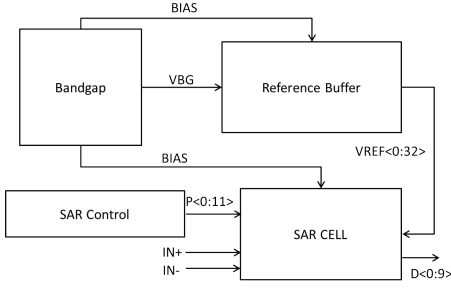 BIAS
Bandgap
VBG
Reference Buffer
VREF<0:32>
BIAS
SAR Control
P<0:11>
SAR CELL
IN+
IN-
D<0:9>